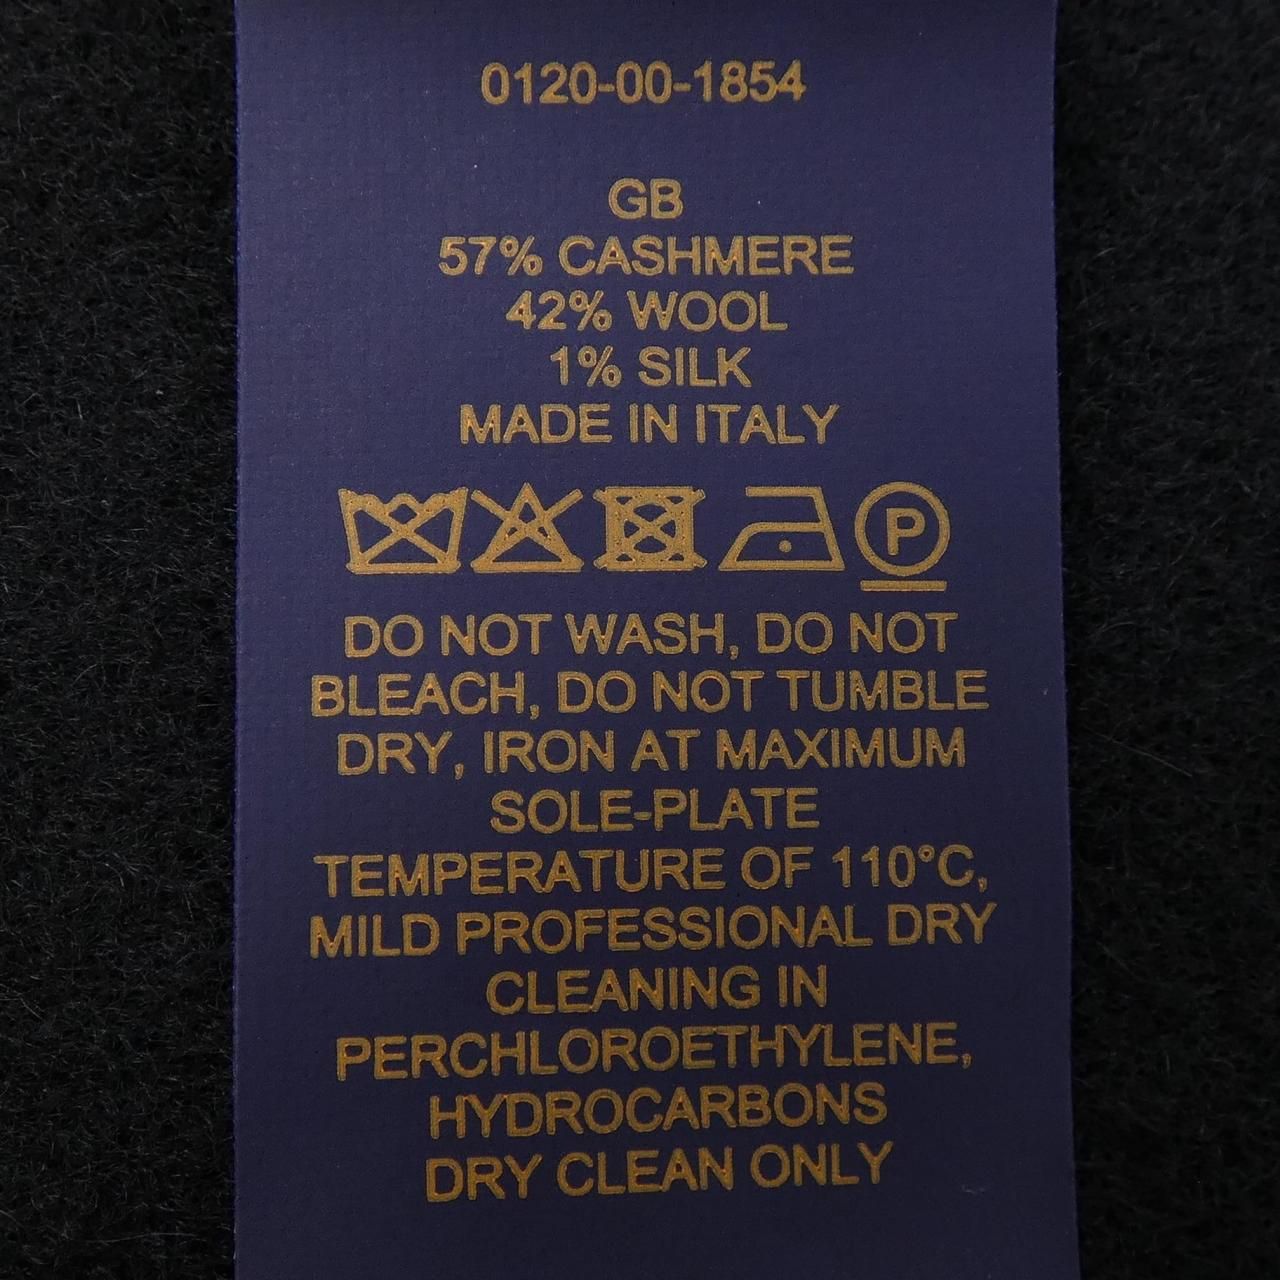 0120-00-1854
GB
57% CASHMERE
42% WOOL
1% SILK
MADE IN ITALY
P
DO NOT WASH, DO NOT
BLEACH, DO NOT TUMBLE
DRY, IRON AT MAXIMUM
SOLE-PLATE
TEMPERATURE OF 110°C,
MILD PROFESSIONAL DRY
CLEANING IN
PERCHLOROETHYLENE,
HYDROCARBONS
DRY CLEAN ONLY